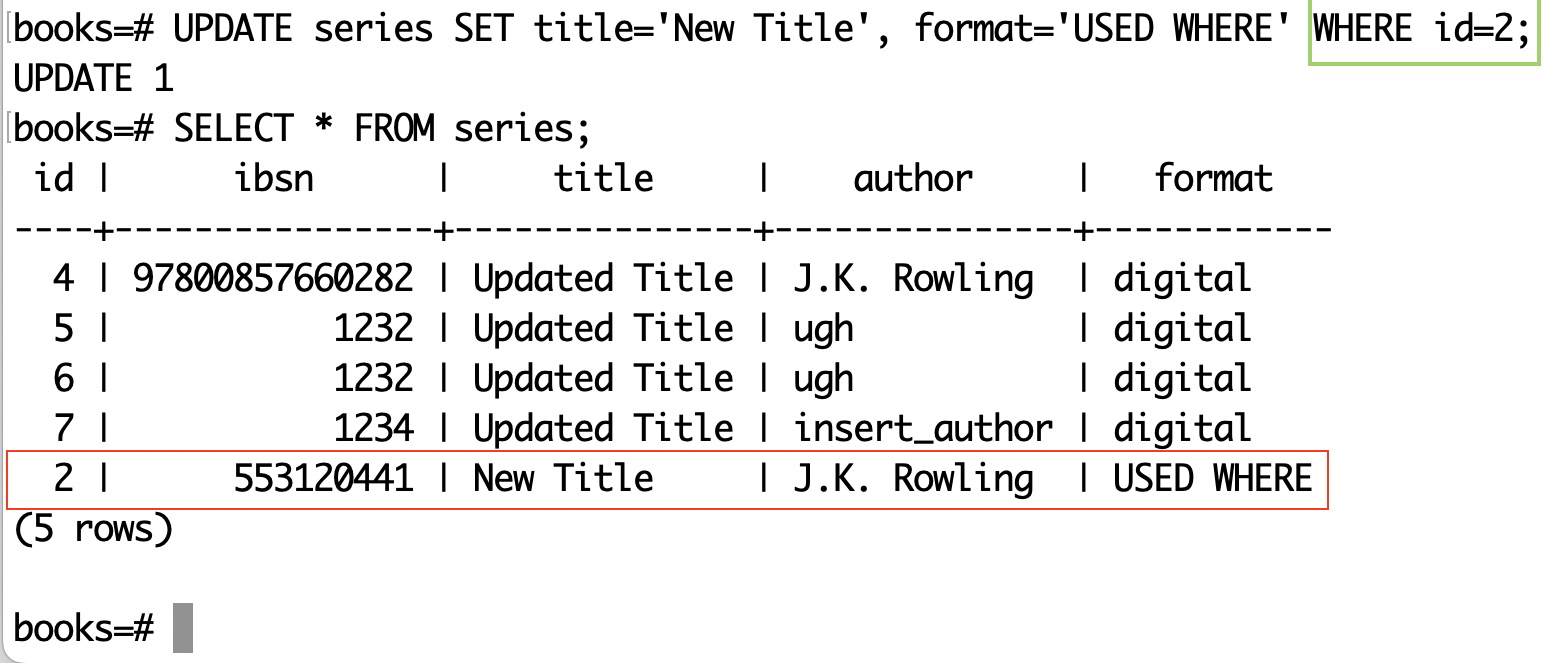 books=# UPDATE series SET title='New Title', format='USED WHERE' WHERE id=2;
UPDATE 1
books=# SELECT * FROM series;
 id |      ibsn      |     title     |    author     |   format
----+----------------+---------------+---------------+------------
  4 | 97800857660282 | Updated Title | J.K. Rowling  | digital
  5 |           1232 | Updated Title | ugh           | digital
  6 |           1232 | Updated Title | ugh           | digital
  7 |           1234 | Updated Title | insert_author | digital
  2 |      553120441 | New Title     | J.K. Rowling  | USED WHERE
(5 rows)
books=#